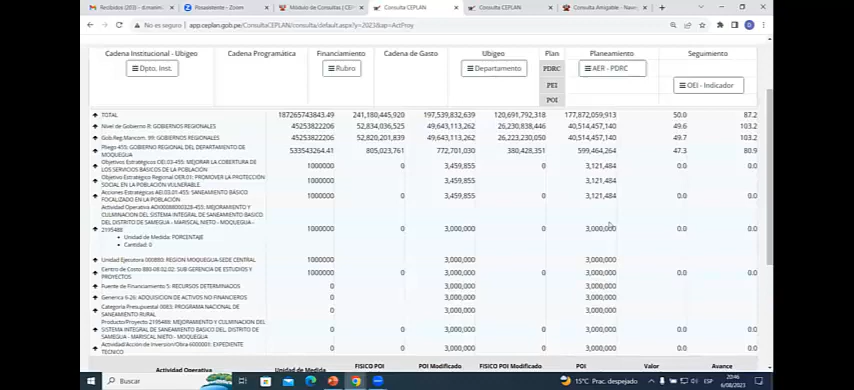 Recibidos (203) - d.manini
Posasistente - Zoom
Módulo de Consultas | CEP
Consulta CEPLAN
Consulta CEPLAN
Consulta Amigable - Nave
No es seguro | app.ceplan.gob.pe/ConsultaCEPLAN/consulta/default.aspx?y=2023&ap=ActProy
Cadena Institucional - Ubigeo Cadena Programática Financiamiento Cadena de Gasto Ubigeo Plan Planeamiento Seguimiento
Dpto. Inst. Rubro Departamento PDRC AER - PDRC
PEI OEI - Indicador
POI
TOTAL 187265743843.49 241,180,445,920 197,539,832,639 120,691,792,318 177,872,059,913 50.0 87.2
Nivel de Gobierno R: GOBIERNOS REGIONALES 45253822206 52,834,036,525 49,643,113,262 26,230,838,446 40,514,457,140 49.6 103.2
Gob.Reg.Mancom. 99: GOBIERNOS REGIONALES 45253822206 52,820,201,839 49,643,113,262 26,223,230,050 40,514,457,140 49.7 103.2
Pliego 455: GOBIERNO REGIONAL DEL DEPARTAMENTO DE
MOQUEGUA 533543264.41 805,023,761 772,701,030 380,428,351 599,464,264 47.3 80.9
Objetivos Estratégicos OEI.03-455: MEJORAR LA COBERTURA DE
LOS SERVICIOS BÁSICOS DE LA POBLACIÓN 1000000 0 3,459,855 3,121,484 0.0 0.0
Objetivo Estratégico Regional OER.01: PROMOVER LA PROTECCIÓN
SOCIAL EN LA POBLACIÓN VULNERABLE. 1000000 3,459,855 3,121,484
Acciones Estratégicas AEI.03.01-455: SANEAMIENTO BÁSICO
FOCALIZADO EN LA POBLACIÓN 1000000 0 3,459,855 3,121,484 0.0 0.0
MEJORAMIENTO Y
CULMINACION DEL SISTEMA INTEGRAL DE SANEAMIENTO BASICO
DEL DISTRITO DE SAMEGUA - MARISCAL NIETO - MOQUEGUA -
2195488 1000000 0 3,000,000 3,000,000 0.0 0.0
Unidad de Medida: PORCENTAJE
Cantidad: 0
Unidad Ejecutora 000880: REGION MOQUEGUA-SEDE CENTRAL 1000000 3,000,000 3,000,000
Centro de Costo 880-08.02.02: SUB GERENCIA DE ESTUDIOS Y
PROYECTOS 1000000 0 3,000,000 3,000,000 0.0 0.0
Fuente de Financiamiento 5: RECURSOS DETERMINADOS 0 3,000,000 3,000,000
Generica 6-26: ADQUISICION DE ACTIVOS NO FINANCIEROS 0 3,000,000 3,000,000
Categoria Presupuestal 0083: PROGRAMA NACIONAL DE
SANEAMIENTO RURAL 0 3,000,000 3,000,000
Producto/Proyecto 2195488: MEJORAMIENTO Y CULMINACION DEL
SISTEMA INTEGRAL DE SANEAMIENTO BASICO DEL DISTRITO DE
SAMEGUA - MARISCAL NIETO - MOQUEGUA 0 0 3,000,000 3,000,000 0.0 0.0
Actividad/Acción de Inversión/Obra-6000001: EXPEDIENTE
TECNICO 0 0 3,000,000 3,000,000 0.0 0.0
Actividad Operativa Unidad de Medida FISICO POI POI Modificado FISICO POI Modificado POI Valor Avance
Buscar
15°C Prac. despejado
ESP
20:46
6/08/2023